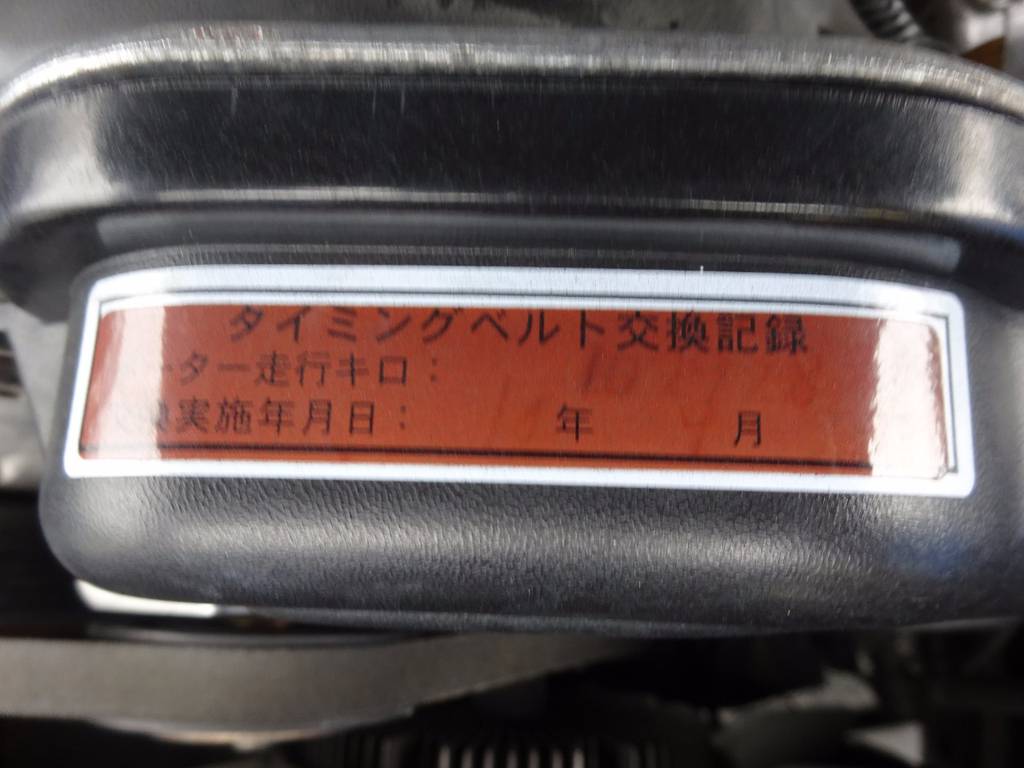 タイミングベルト交換記録
ーター走行キロ：
換実施年月日： 年 月